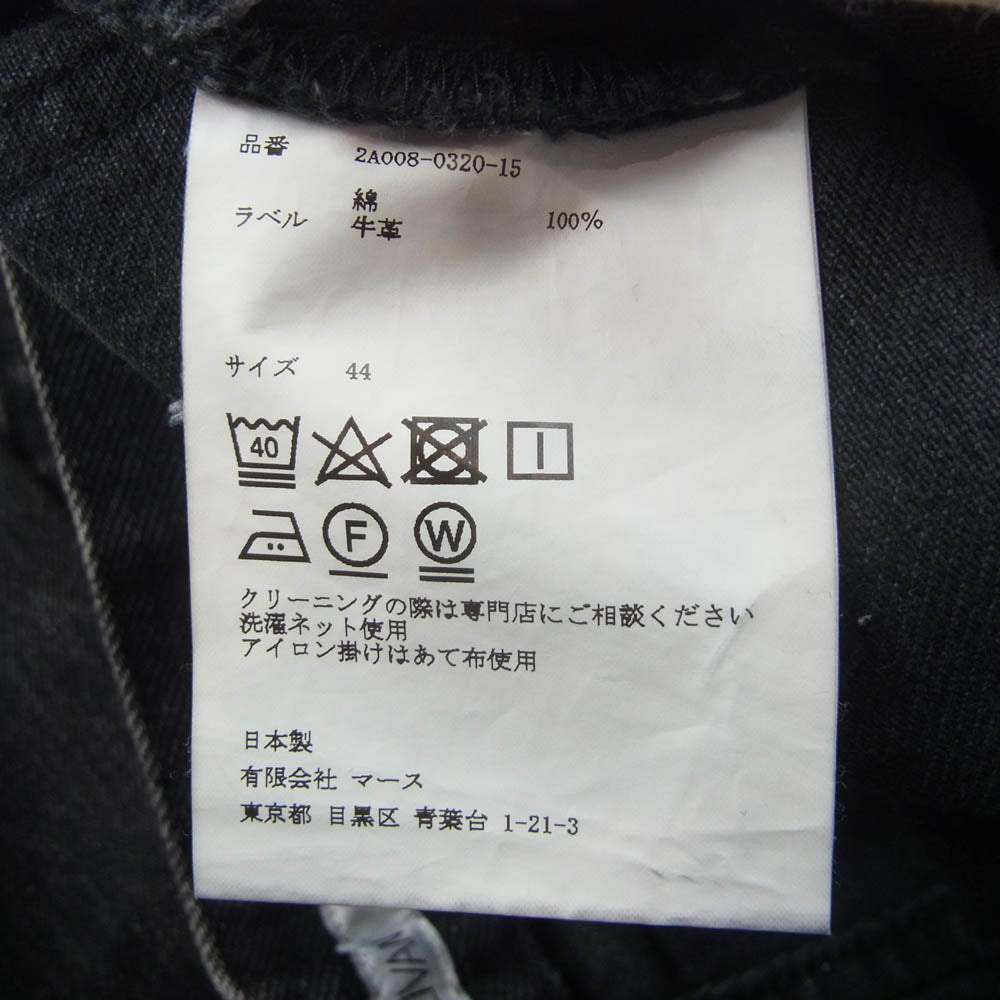 品番 2A008-0320-15
綿 100%
ラベル 牛革
サイズ 44
40
F W
クリーニングの際は専門店にご相談ください
洗濯ネット使用
アイロン掛けはあて布使用
日本製
有限会社 マース
東京都 目黒区 青葉台 1-21-3